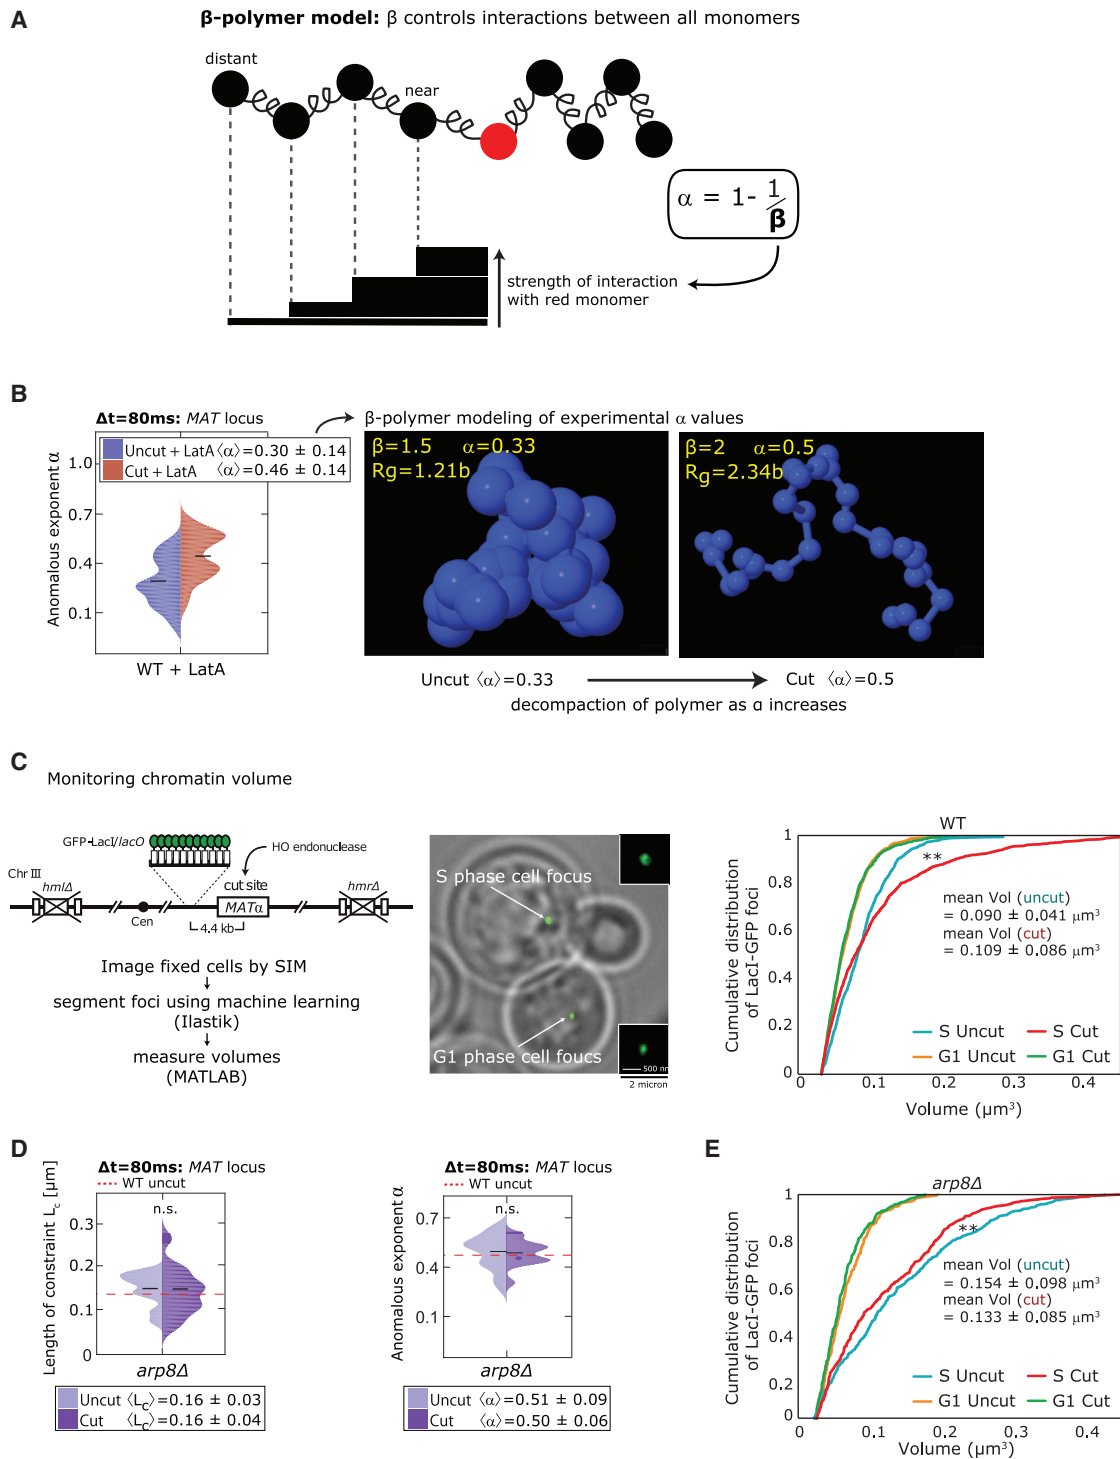 A
β-polymer model: β controls interactions between all monomers
distant
near
α = 1- 1/β
strength of interaction
with red monomer
B
Δt=80ms: MAT locus
β-polymer modeling of experimental α values
Uncut + LatA ⟨α⟩=0.30 ± 0.14
Cut + LatA ⟨α⟩=0.46 ± 0.14
Anomalous exponent α
1.0
0.7
0.4
0.1
WT + LatA
β=1.5 α=0.33
Rg=1.21b
β=2 α=0.5
Rg=2.34b
Uncut ⟨α⟩=0.33
Cut ⟨α⟩=0.5
decompaction of polymer as α increases
C
Monitoring chromatin volume
GFP-LacI/lacO
HO endonuclease
Chr III
hmlΔ
cut site
hmrΔ
MATα
Cen
4.4 kb
Image fixed cells by SIM
segment foci using machine learning
(Ilastik)
measure volumes
(MATLAB)
S phase cell focus
G1 phase cell foucs
500 nm
2 micron
WT
Cumulative distribution
of LacI-GFP foci
1
0.8
0.6
0.4
0.2
0
**
mean Vol (uncut)
= 0.090 ± 0.041 μm³
mean Vol (cut)
= 0.109 ± 0.086 μm³
S Uncut
S Cut
G1 Uncut
G1 Cut
0 0.1 0.2 0.3 0.4
Volume (μm³)
D
Δt=80ms: MAT locus
WT uncut
n.s.
Length of constraint Lc [μm]
0.3
0.2
0.1
0
arp8Δ
Uncut ⟨Lc⟩=0.16 ± 0.03
Cut ⟨Lc⟩=0.16 ± 0.04
Δt=80ms: MAT locus
WT uncut
n.s.
Anomalous exponent α
0.7
0.4
0.1
arp8Δ
Uncut ⟨α⟩=0.51 ± 0.09
Cut ⟨α⟩=0.50 ± 0.06
E
arp8Δ
Cumulative distribution
of LacI-GFP foci
1
0.8
0.6
0.4
0.2
0
**
mean Vol (uncut)
= 0.154 ± 0.098 μm³
mean Vol (cut)
= 0.133 ± 0.085 μm³
S Uncut
S Cut
G1 Uncut
G1 Cut
0 0.1 0.2 0.3 0.4
Volume (μm³)